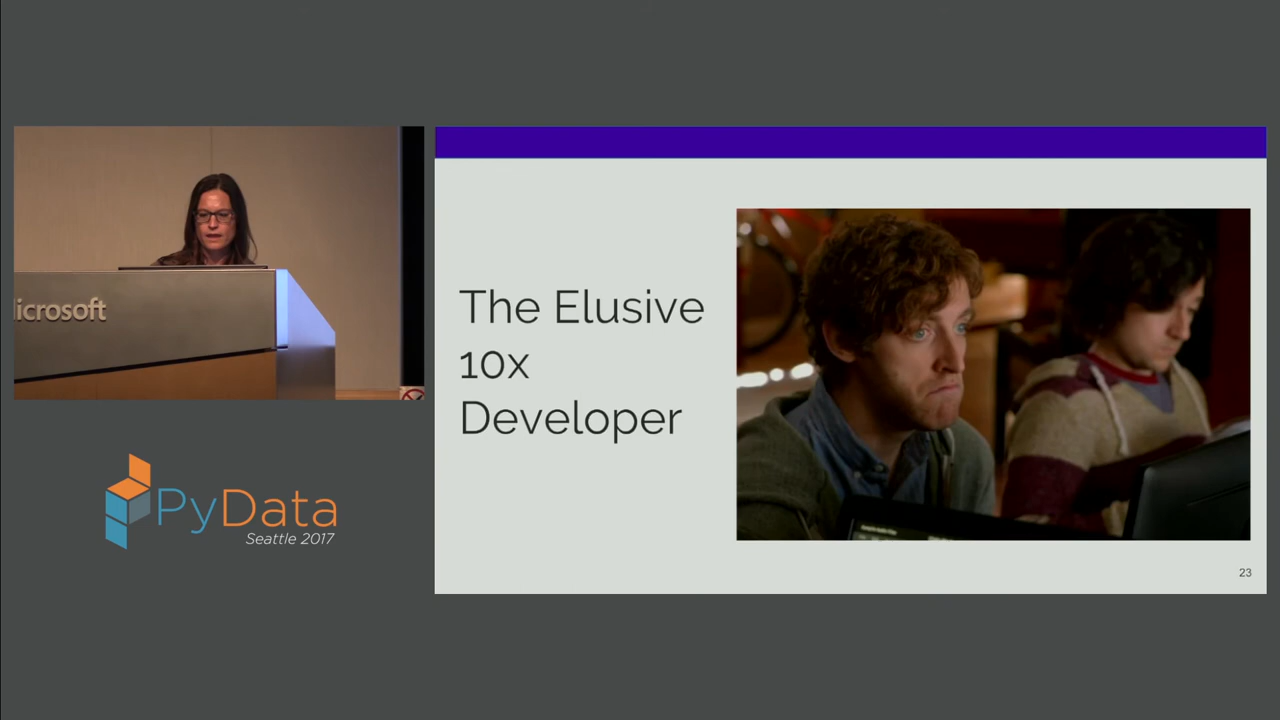 icrosoft
PyData
Seattle 2017
The Elusive
10x
Developer
23